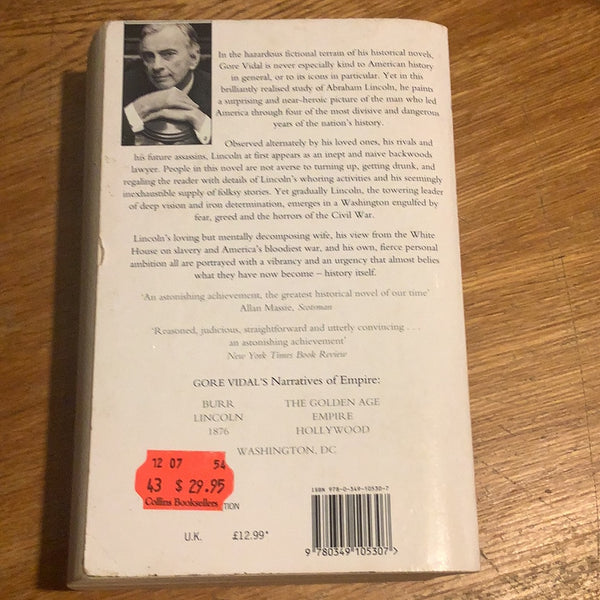 In the hazardous fictional terrain of his historical novels,
Gore Vidal is never especially kind to American history
in general, or to its icons in particular. Yet in this
brilliantly realised study of Abraham Lincoln, he paints
a surprising and near-heroic picture of the man who led
America through four of the most divisive and dangerous
years of the nation's history.
Observed alternately by his loved ones, his rivals and
his future assassins, Lincoln at first appears as an inept and naive backwoods
lawyer. People in this novel are not averse to turning up, getting drunk, and
regaling the reader with details of Lincoln's whoring activities and his seemingly
inexhaustible supply of folksy stories. Yet gradually Lincoln, the towering leader
of deep vision and iron determination, emerges in a Washington engulfed by
fear, greed and the horrors of the Civil War.
Lincoln's loving but mentally decomposing wife, his view from the White
House on slavery and America's bloodiest war, and his own, fierce personal
ambition all are portrayed with a vibrancy and an urgency that almost belies
what they have now become – history itself.
'An astonishing achievement, the greatest historical novel of our time'
Allan Massie, Scotsman
'Reasoned, judicious, straightforward and utterly convincing . . .
an astonishing achievement'
New York Times Book Review
GORE VIDAL'S Narratives of Empire:
BURR THE GOLDEN AGE
LINCOLN EMPIRE
1876 HOLLYWOOD
WASHINGTON, DC
12 07 54
43 $ 29.95
Collins Booksellers TION
U.K. £12.99*
ISBN 978-0-349-10530-7
9 780349 105307 >